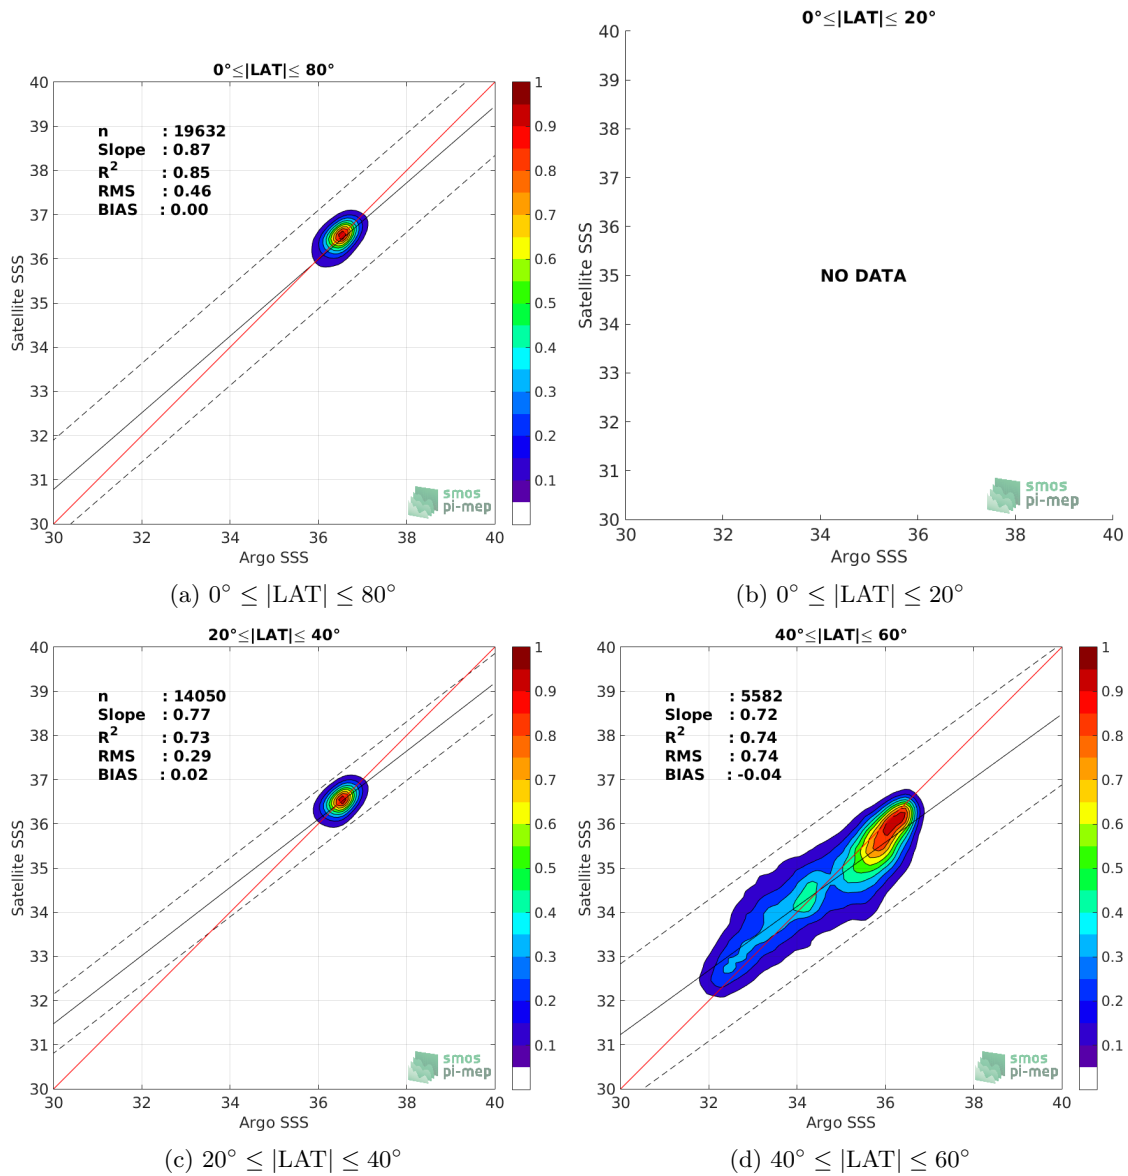 0°≤|LAT|≤ 80°
40
39
38
37
36
35
34
33
32
31
30
Satellite SSS
n : 19632
Slope : 0.87
R2 : 0.85
RMS : 0.46
BIAS : 0.00
smos
pi-mep
30 32 34 36 38 40
Argo SSS
1
0.9
0.8
0.7
0.6
0.5
0.4
0.3
0.2
0.1
(a) 0° ≤ |LAT| ≤ 80°
0°≤|LAT|≤ 20°
40
39
38
37
36
35
34
33
32
31
30
Satellite SSS
NO DATA
smos
pi-mep
30 32 34 36 38 40
Argo SSS
(b) 0° ≤ |LAT| ≤ 20°
20°≤|LAT|≤ 40°
40
39
38
37
36
35
34
33
32
31
30
Satellite SSS
n : 14050
Slope : 0.77
R2 : 0.73
RMS : 0.29
BIAS : 0.02
smos
pi-mep
30 32 34 36 38 40
Argo SSS
1
0.9
0.8
0.7
0.6
0.5
0.4
0.3
0.2
0.1
(c) 20° ≤ |LAT| ≤ 40°
40°≤|LAT|≤ 60°
40
39
38
37
36
35
34
33
32
31
30
Satellite SSS
n : 5582
Slope : 0.72
R2 : 0.74
RMS : 0.74
BIAS : -0.04
smos
pi-mep
30 32 34 36 38 40
Argo SSS
1
0.9
0.8
0.7
0.6
0.5
0.4
0.3
0.2
0.1
(d) 40° ≤ |LAT| ≤ 60°